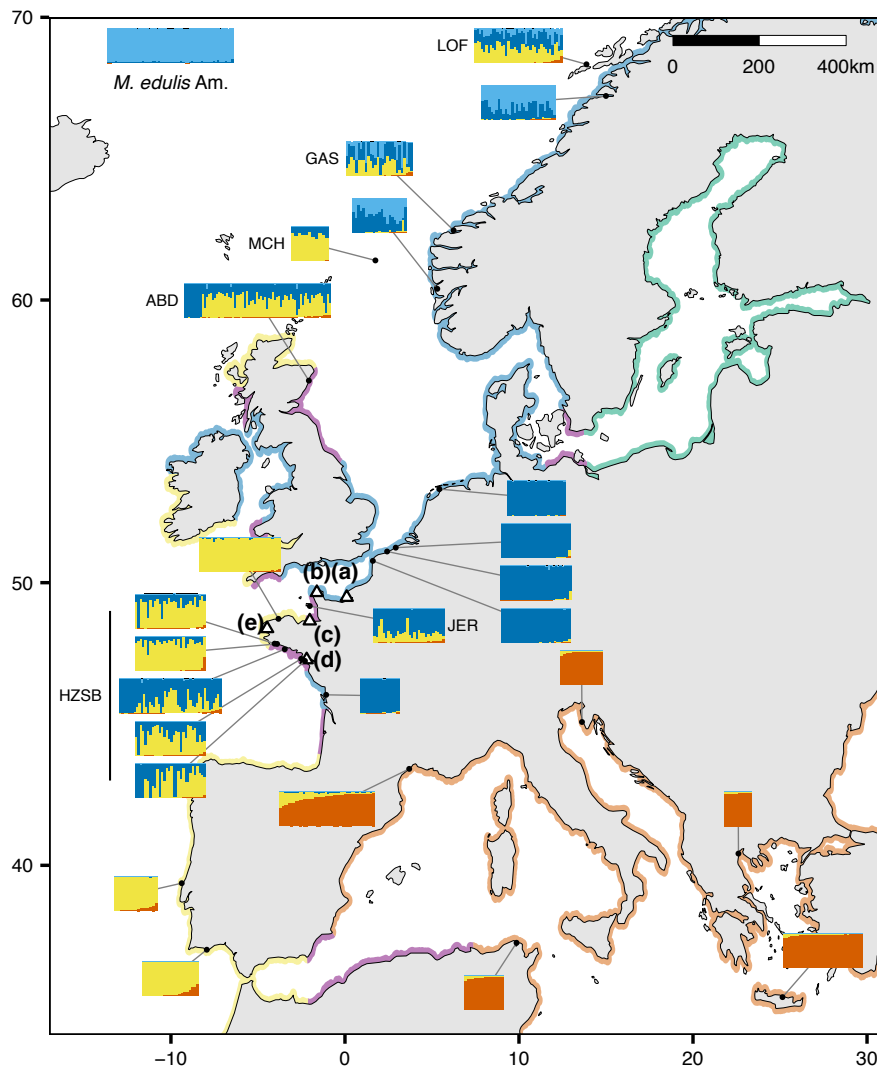 70
LOF
0
200
400km
M. edulis Am.
GAS
MCH
60
ABD
(b)
(a)
50
(e)
JER
(c)
(d)
HZSB
40
−10
0
10
20
30